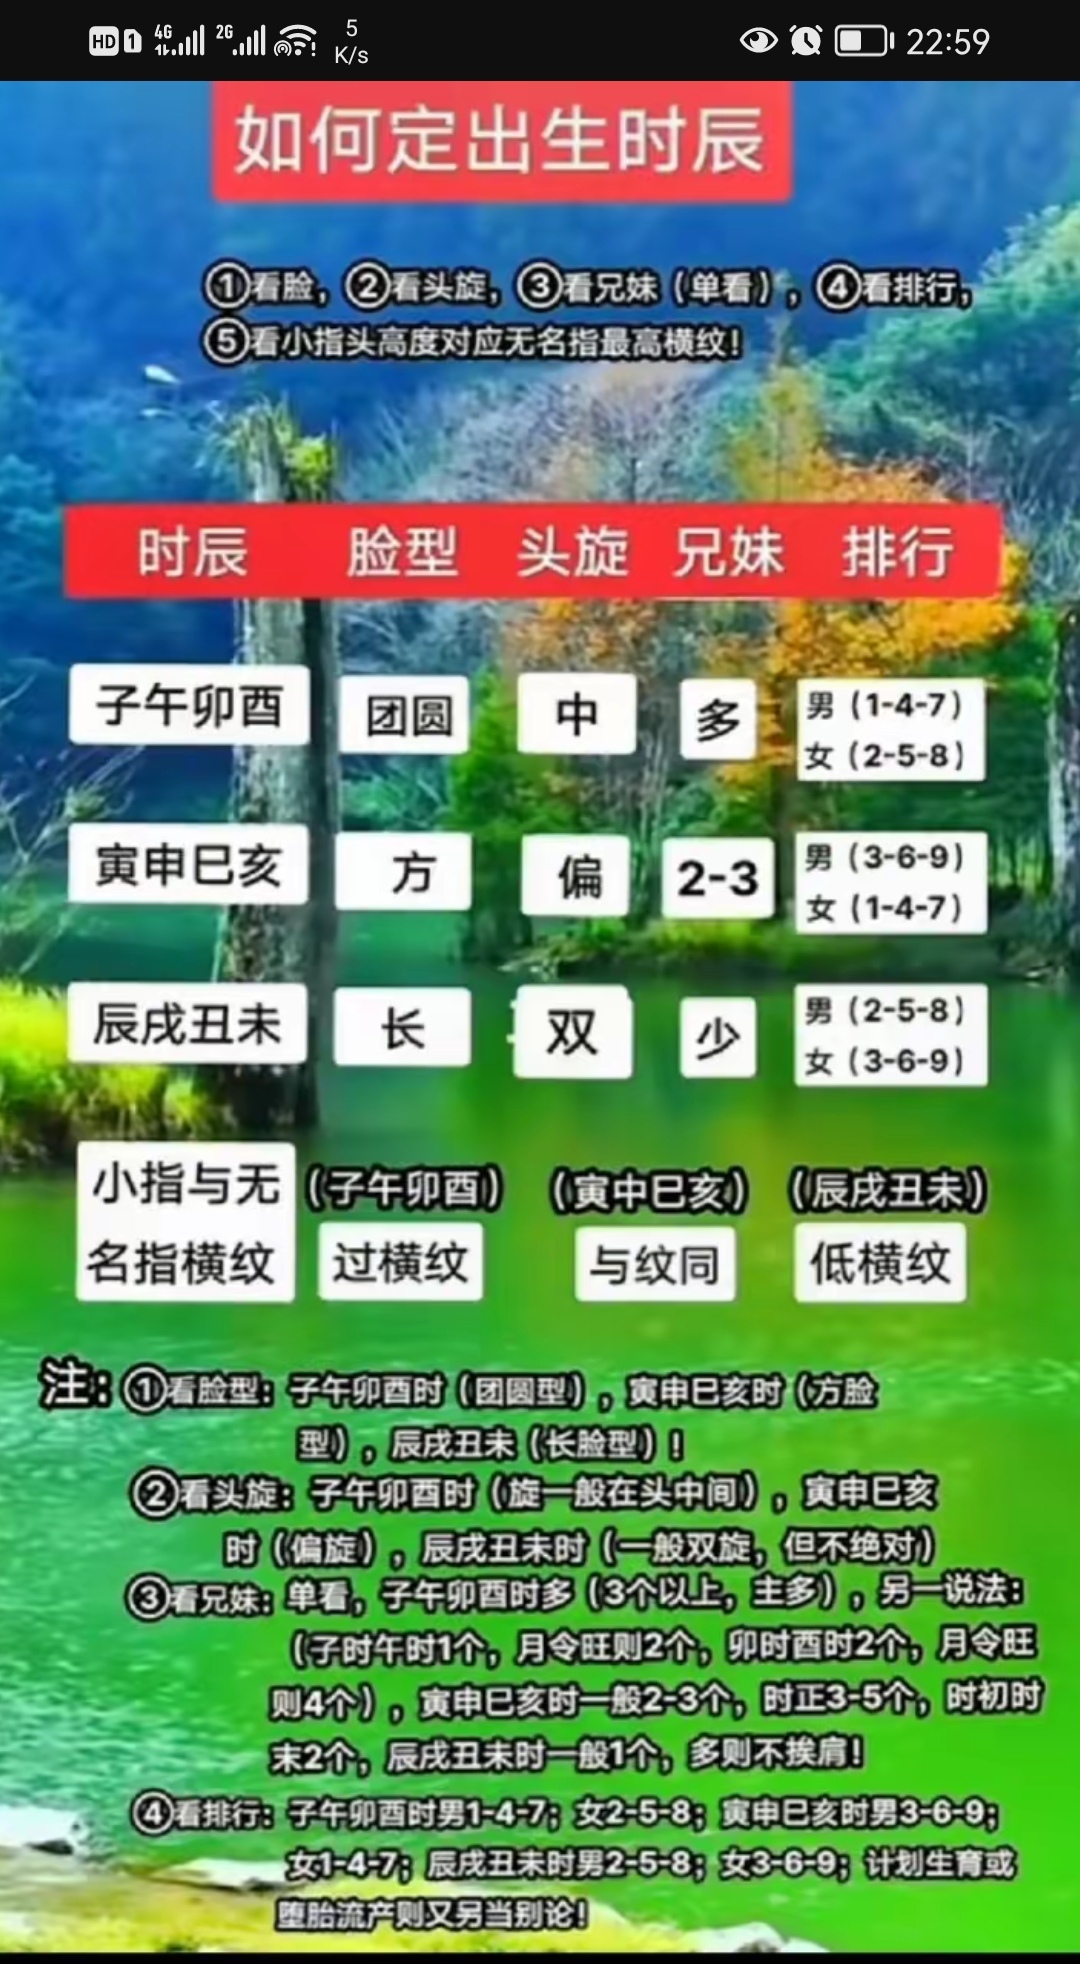 HD 1 4G 2G 5 K/s 22:59
如何定出生时辰
①看脸，②看头旋，③看兄妹（单看），④看排行，
⑤看小指头高度对应无名指最高横纹！
时辰 脸型 头旋 兄妹 排行
子午卯酉 团圆 中 多 男（1-4-7）
女（2-5-8）
寅申巳亥 方 偏 2-3 男（3-6-9）
女（1-4-7）
辰戌丑未 长 双 少 男（2-5-8）
女（3-6-9）
小指与无 （子午卯酉） （寅中巳亥） （辰戌丑未）
名指横纹 过横纹 与纹同 低横纹
注：①看脸型：子午卯酉时（团圆型），寅申巳亥时（方脸
型），辰戌丑未（长脸型）！
②看头旋：子午卯酉时（旋一般在头中间），寅申巳亥
时（偏旋），辰戌丑未时（一般双旋，但不绝对）
③看兄妹：单看，子午卯酉时多（3个以上，主多），另一说法：
（子时午时1个，月令旺则2个，卯时酉时2个，月令旺
则4个），寅申巳亥时一般2-3个，时正3-5个，时初时
末2个，辰戌丑未时一般1个，多则不挨肩！
④看排行：子午卯酉时男1-4-7；女2-5-8；寅申巳亥时男3-6-9；
女1-4-7；辰戌丑未时男2-5-8；女3-6-9；计划生育或
堕胎流产则又另当别论！